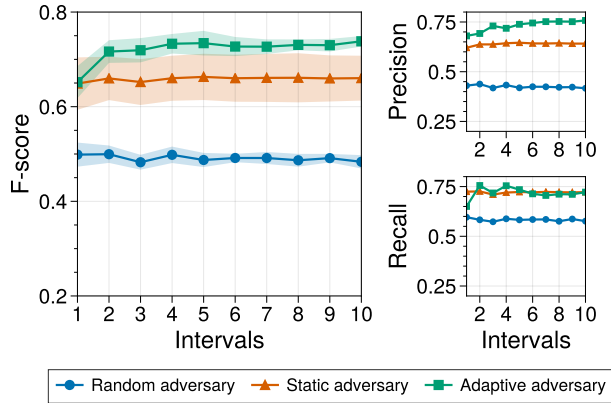 F-score
0.8
0.6
0.4
0.2
1 2 3 4 5 6 7 8 9 10
Intervals
Precision
0.75
0.5
0.25
2 4 6 8 10
Recall
0.75
0.5
0.25
2 4 6 8 10
Intervals
Random adversary Static adversary Adaptive adversary